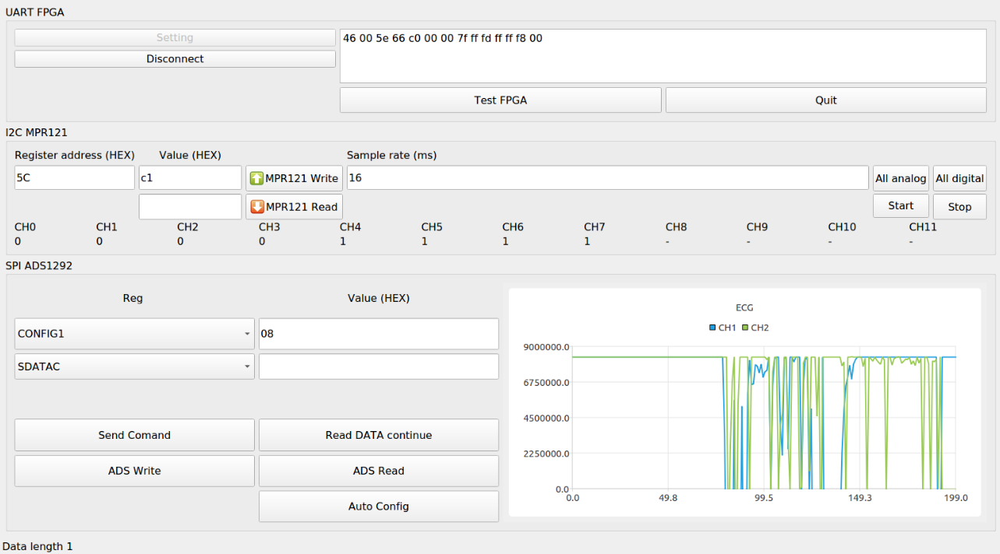 UART FPGA
Setting
46 00 5e 66 c0 00 00 7f ff fd ff ff f8 00
Disconnect
Test FPGA
Quit
I2C MPR121
Register address (HEX) Value (HEX) Sample rate (ms)
5C c1 MPR121 Write 16 All analog All digital
MPR121 Read Start Stop
CH0 CH1 CH2 CH3 CH4 CH5 CH6 CH7 CH8 CH9 CH10 CH11
0 0 0 0 1 1 1 1 - - - -
SPI ADS1292
Reg Value (HEX)
CONFIG1 08
SDATAC
Send Comand Read DATA continue
ADS Write ADS Read
Auto Config
ECG
CH1 CH2
9000000.0
6750000.0
4500000.0
2250000.0
0.0
0.0 49.8 99.5 149.3 199.0
Data length 1